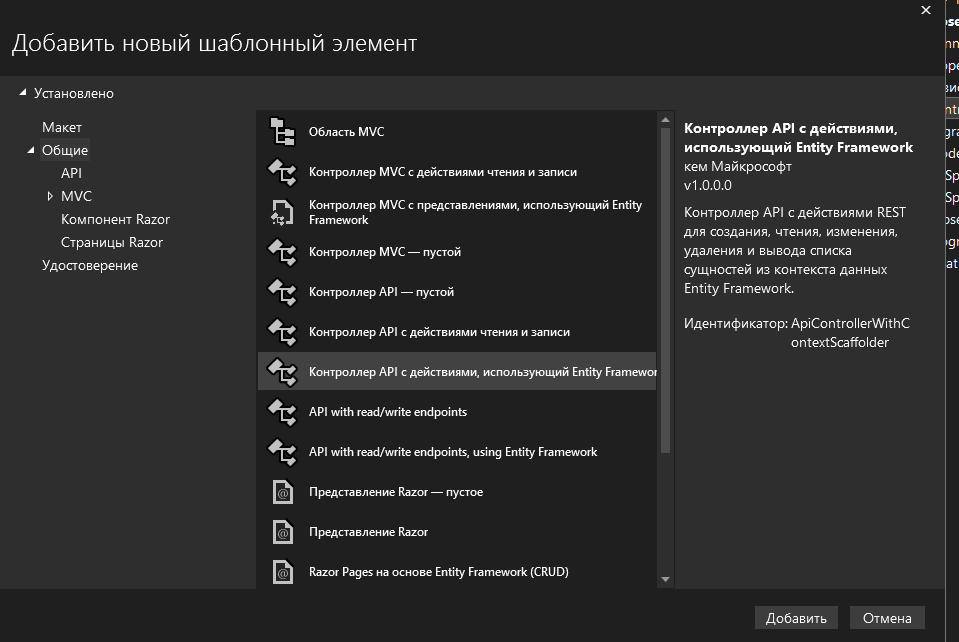 Добавить новый шаблонный элемент
Установлено
Макет
Общие
API
MVC
Компонент Razor
Страницы Razor
Удостоверение
Область MVC
Контроллер MVC с действиями чтения и записи
Контроллер MVC с представлениями, использующий Entity
Framework
Контроллер MVC — пустой
Контроллер API — пустой
Контроллер API с действиями чтения и записи
Контроллер API с действиями, использующий Entity Framewor
API with read/write endpoints
API with read/write endpoints, using Entity Framework
Представление Razor — пустое
Представление Razor
Razor Pages на основе Entity Framework (CRUD)
Контроллер API с действиями,
использующий Entity Framework
кем Майкрософт
v1.0.0.0
Контроллер API с действиями REST
для создания, чтения, изменения,
удаления и вывода списка
сущностей из контекста данных
Entity Framework.
Идентификатор: ApiControllerWithC
ontextScaffolder
Добавить
Отмена